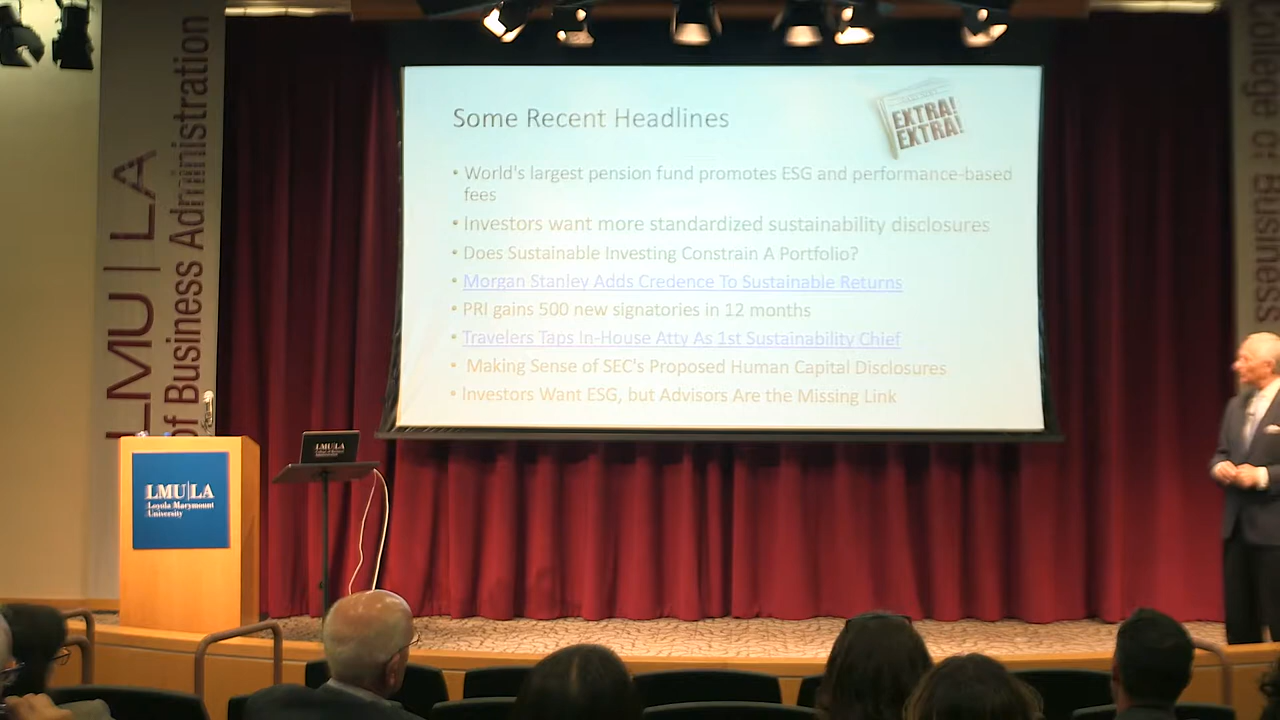 Some Recent Headlines
EXTRA!
EXTRA!
• World's largest pension fund promotes ESG and performance-based
fees
• Investors want more standardized sustainability disclosures
• Does Sustainable Investing Constrain A Portfolio?
• Morgan Stanley Adds Credence To Sustainable Returns
• PRI gains 500 new signatories in 12 months
• Travelers Taps In-House Atty As 1st Sustainability Chief
• Making Sense of SEC's Proposed Human Capital Disclosures
• Investors Want ESG, but Advisors Are the Missing Link
LMU|LA
of Business Administration
College of Business
LMU|LA
LMU|LA
Loyola Marymount
University